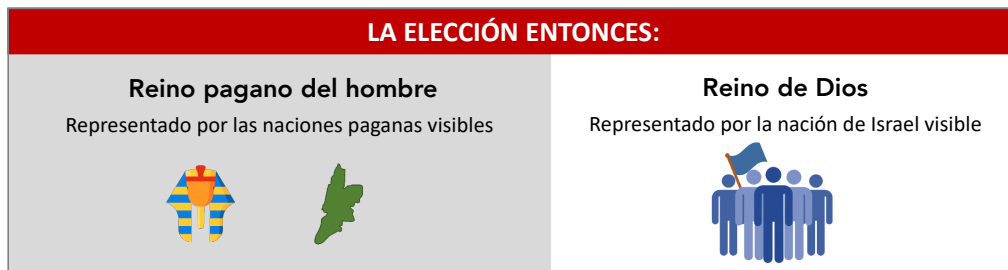 LA ELECCIÓN ENTONCES:
Reino pagano del hombre
Representado por las naciones paganas visibles
Reino de Dios
Representado por la nación de Israel visible